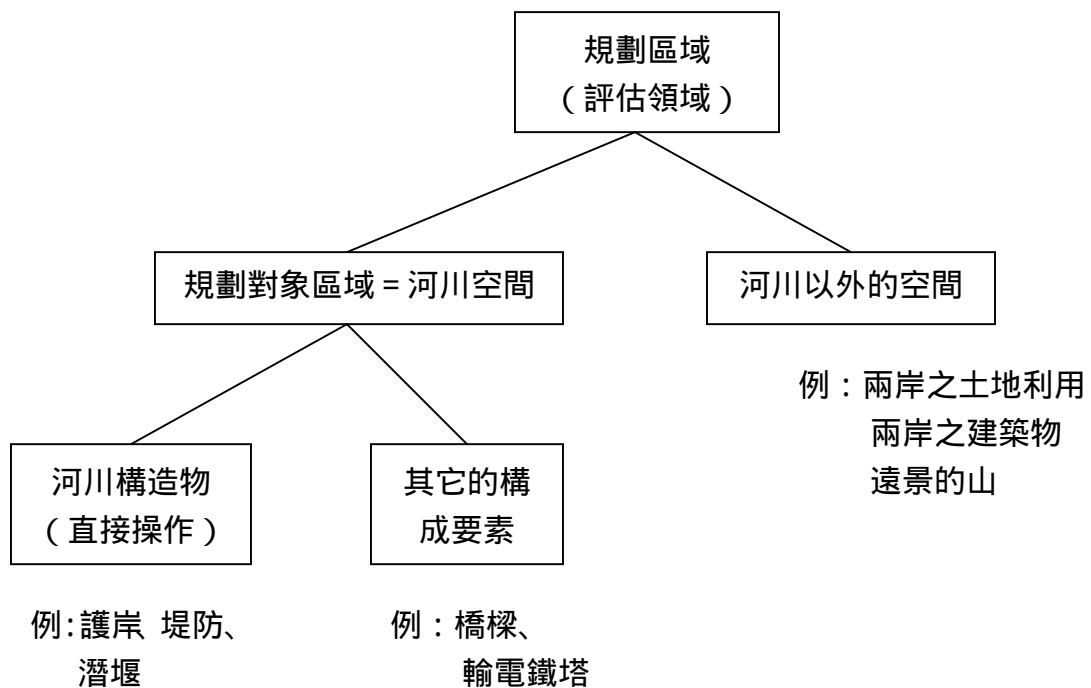 規劃區域
（評估領域）
規劃對象區域=河川空間
河川以外的空間
例：兩岸之土地利用
兩岸之建築物
遠景的山
河川構造物
（直接操作）
其它的構
成要素
例:護岸、堤防、
潛堰
例：橋樑、
輸電鐵塔